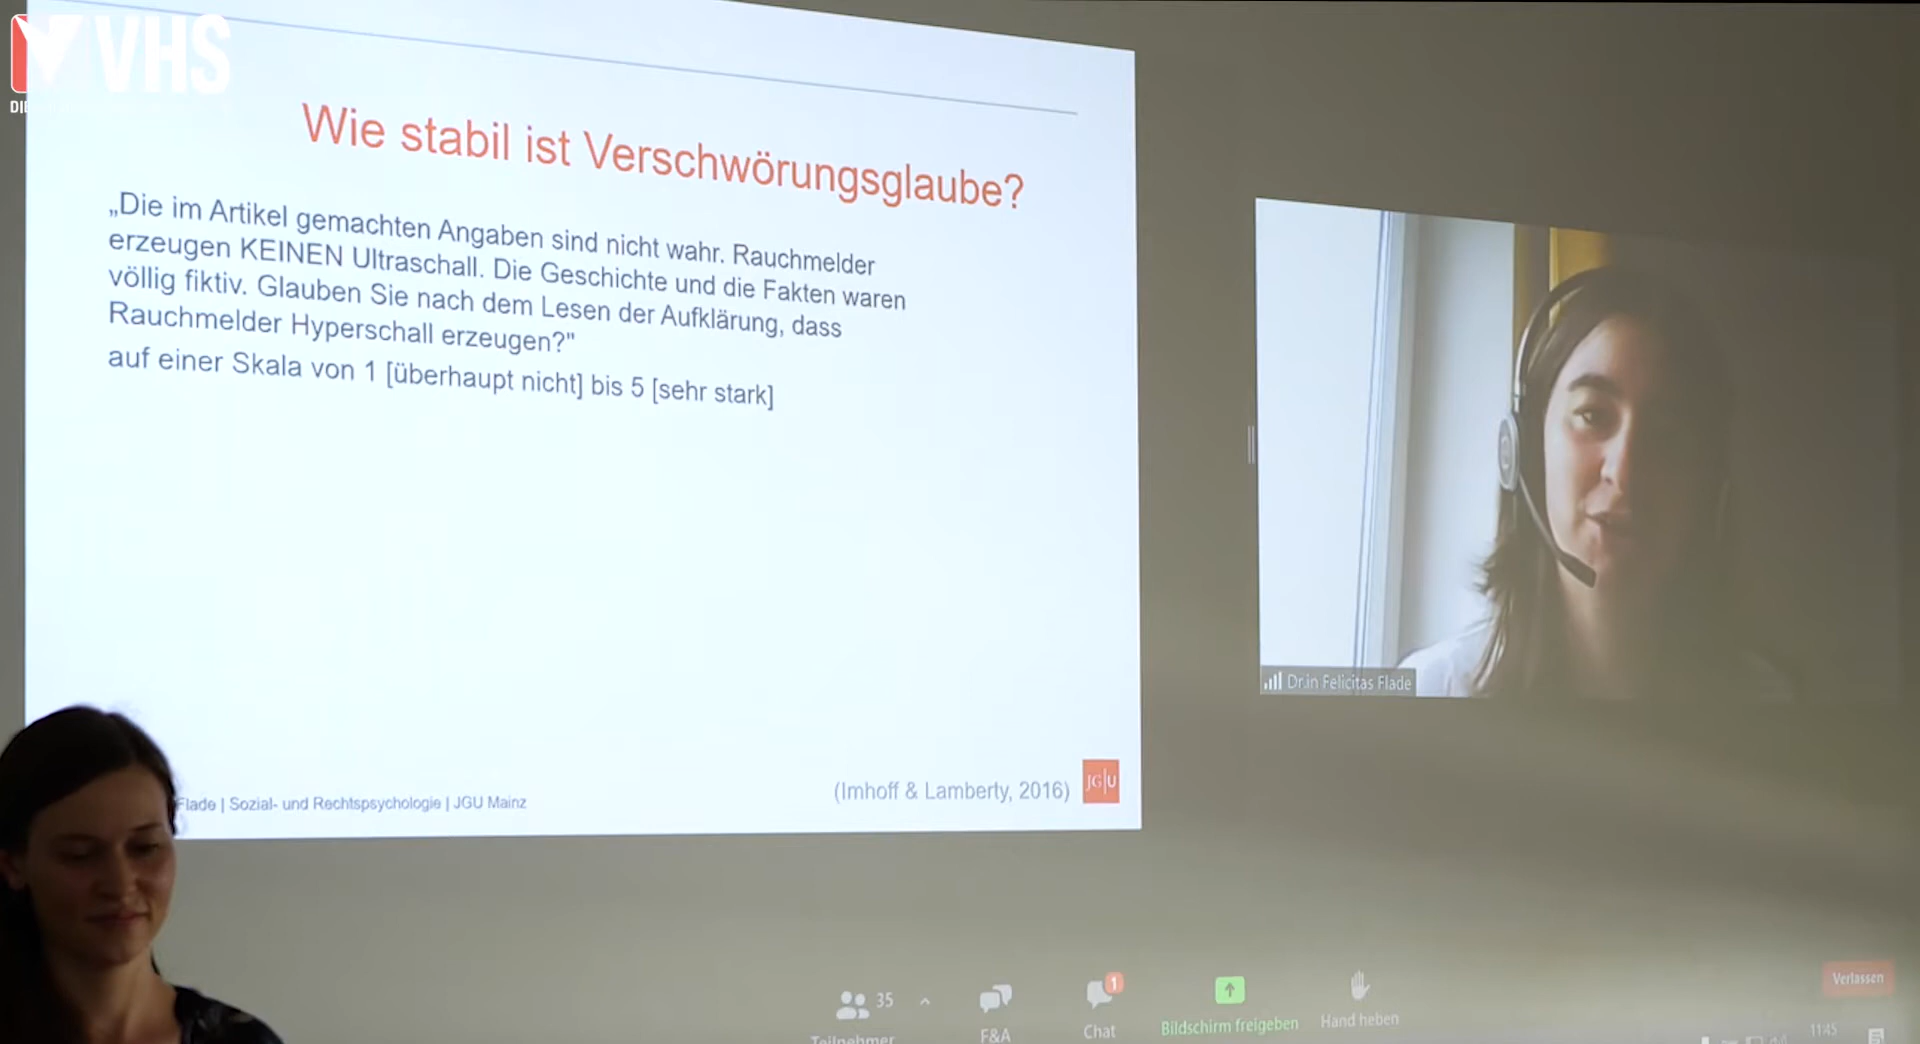 VHS
Wie stabil ist Verschwörungsglaube?
„Die im Artikel gemachten Angaben sind nicht wahr. Rauchmelder
erzeugen KEINEN Ultraschall. Die Geschichte und die Fakten waren
völlig fiktiv. Glauben Sie nach dem Lesen der Aufklärung, dass
Rauchmelder Hyperschall erzeugen?"
auf einer Skala von 1 [überhaupt nicht] bis 5 [sehr stark]
Dr.in Felicitas Flade
(Imhoff & Lamberty, 2016)
JG|U
Flade | Sozial- und Rechtspsychologie | JGU Mainz
35
1
Verlassen
Teilnehmer
F&A
Chat
Bildschirm freigeben
Hand heben
11:45